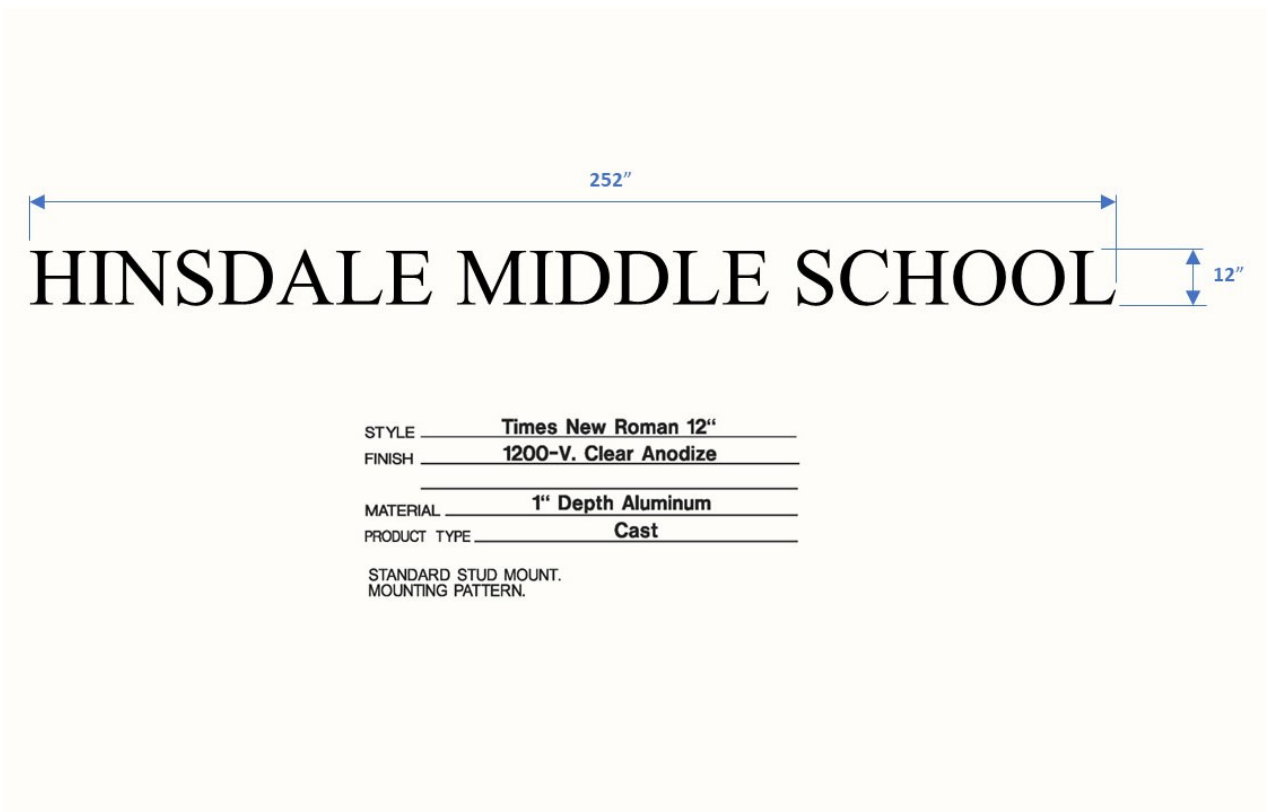 252"
HINSDALE MIDDLE SCHOOL
12"
STYLE Times New Roman 12“
FINISH 1200-V. Clear Anodize
MATERIAL 1“ Depth Aluminum
PRODUCT TYPE Cast
STANDARD STUD MOUNT.
MOUNTING PATTERN.